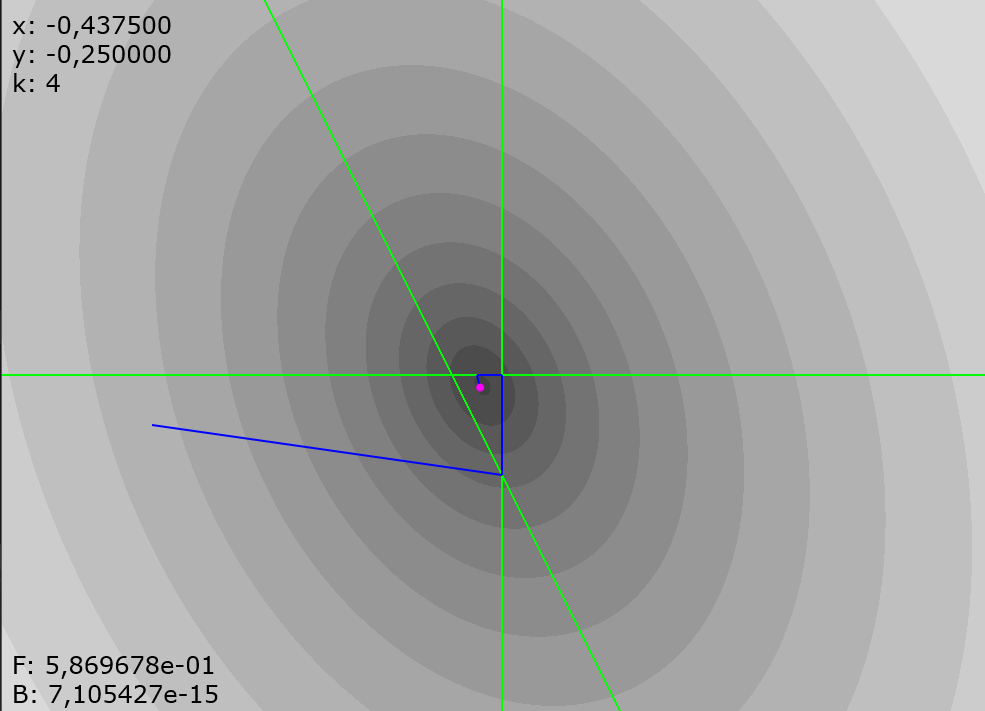 x: -0,437500
y: -0,250000
k: 4
F: 5,869678e-01
B: 7,105427e-15